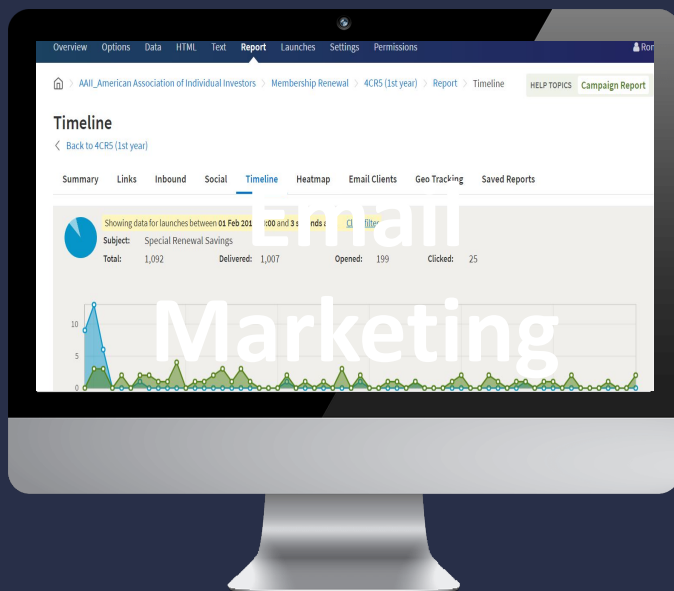 Overview Options Data HTML Text Report Launches Settings Permissions
AAII_American Association of Individual Investors > Membership Renewal > 4CR5 (1st year) > Report > Timeline HELP TOPICS Campaign Report
Timeline
< Back to 4CR5 (1st year)
Summary Links Inbound Social Timeline Heatmap Email Clients Geo Tracking Saved Reports
Showing data for launches between 01 Feb and 3
Subject: Special Renewal Savings
Email
Total: 1,092 Delivered: 1,007 Opened: 199 Clicked: 25
10
Marketing
5
0